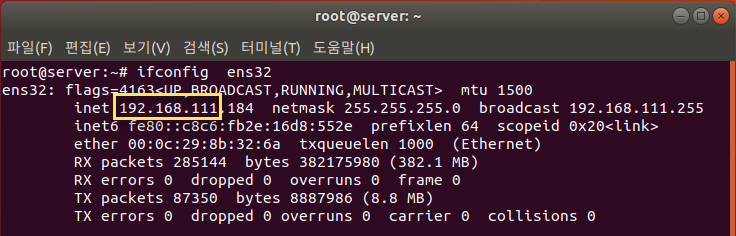 root@server: ~
파일(F) 편집(E) 보기(V) 검색(S) 터미널(T) 도움말(H)
root@server:~# ifconfig ens32
ens32: flags=4163<UP,BROADCAST,RUNNING,MULTICAST> mtu 1500
inet 192.168.111.184 netmask 255.255.255.0 broadcast 192.168.111.255
inet6 fe80::c8c6:fb2e:16d8:552e prefixlen 64 scopeid 0x20<link>
ether 00:0c:29:8b:32:6a txqueuelen 1000 (Ethernet)
RX packets 285144 bytes 382175980 (382.1 MB)
RX errors 0 dropped 0 overruns 0 frame 0
TX packets 87350 bytes 8887986 (8.8 MB)
TX errors 0 dropped 0 overruns 0 carrier 0 collisions 0